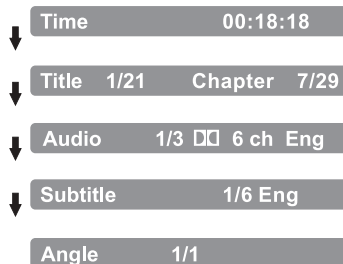 Time 00:18:18
Title 1/21 Chapter 7/29
Audio 1/3 6 ch Eng
Subtitle 1/6 Eng
Angle 1/1